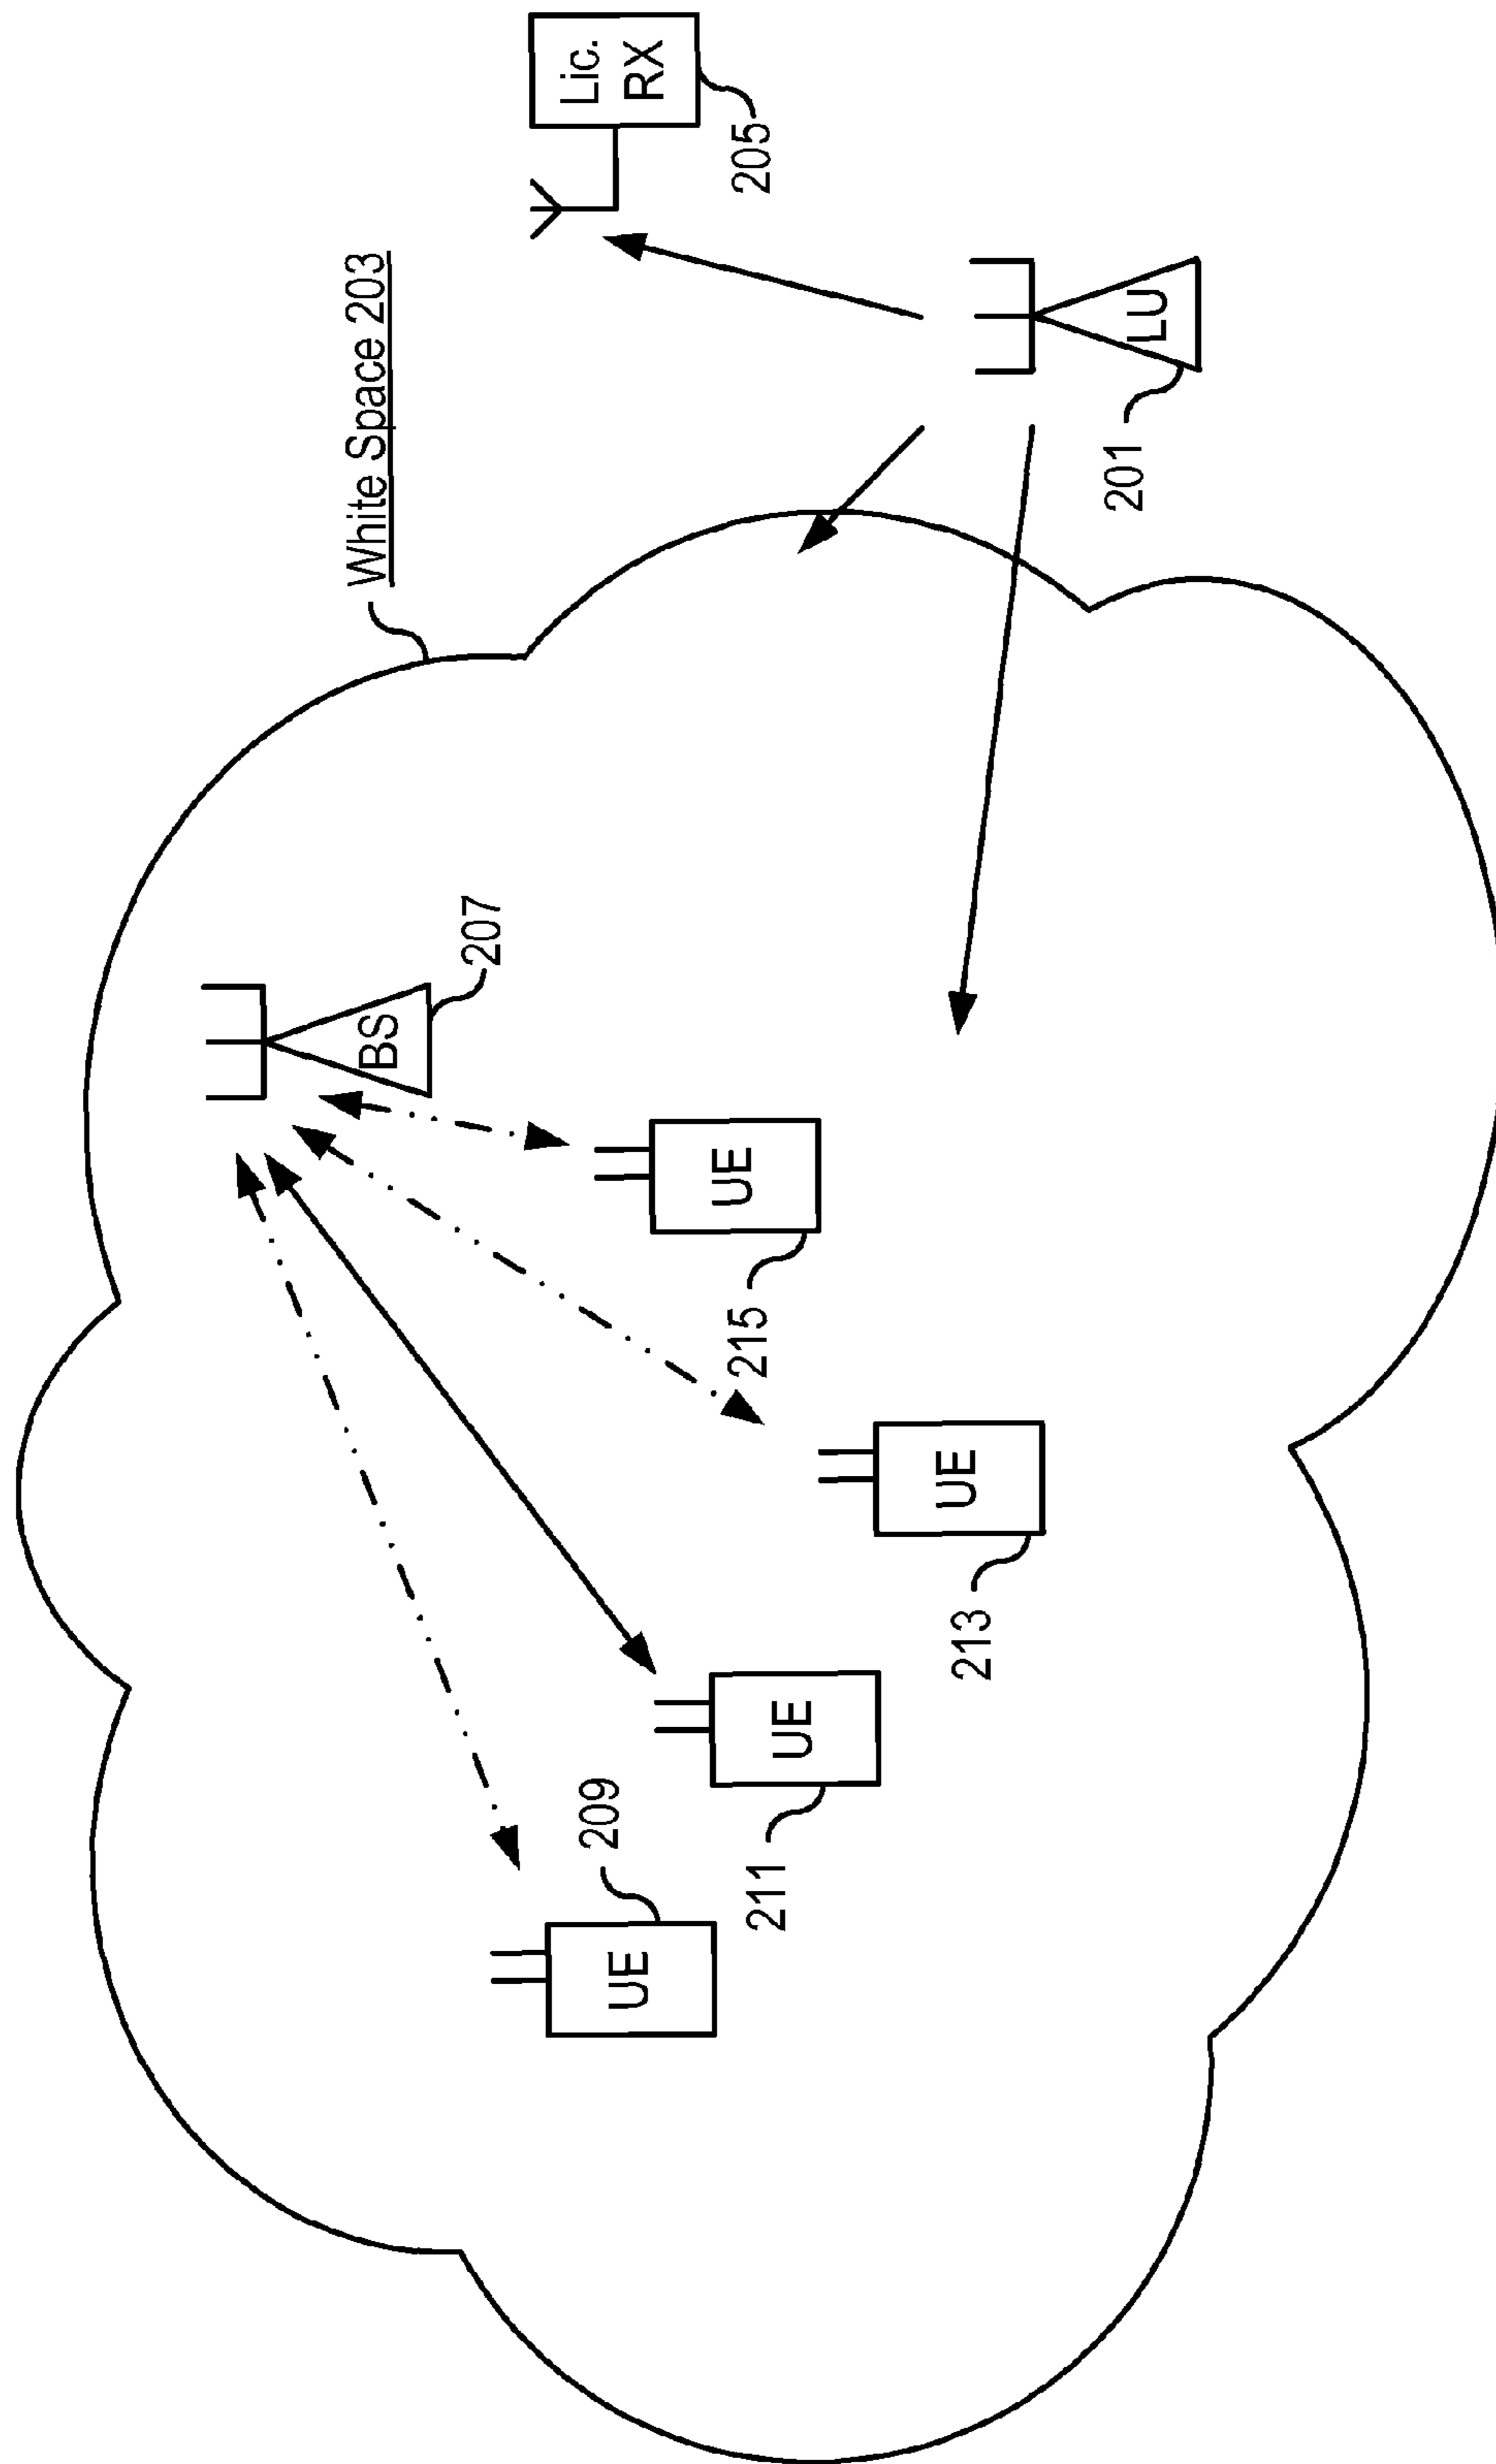 White Space 203
BS
207
Lic.
RX
205
209
UE
UE
215
UE
211
UE
213
LU
201